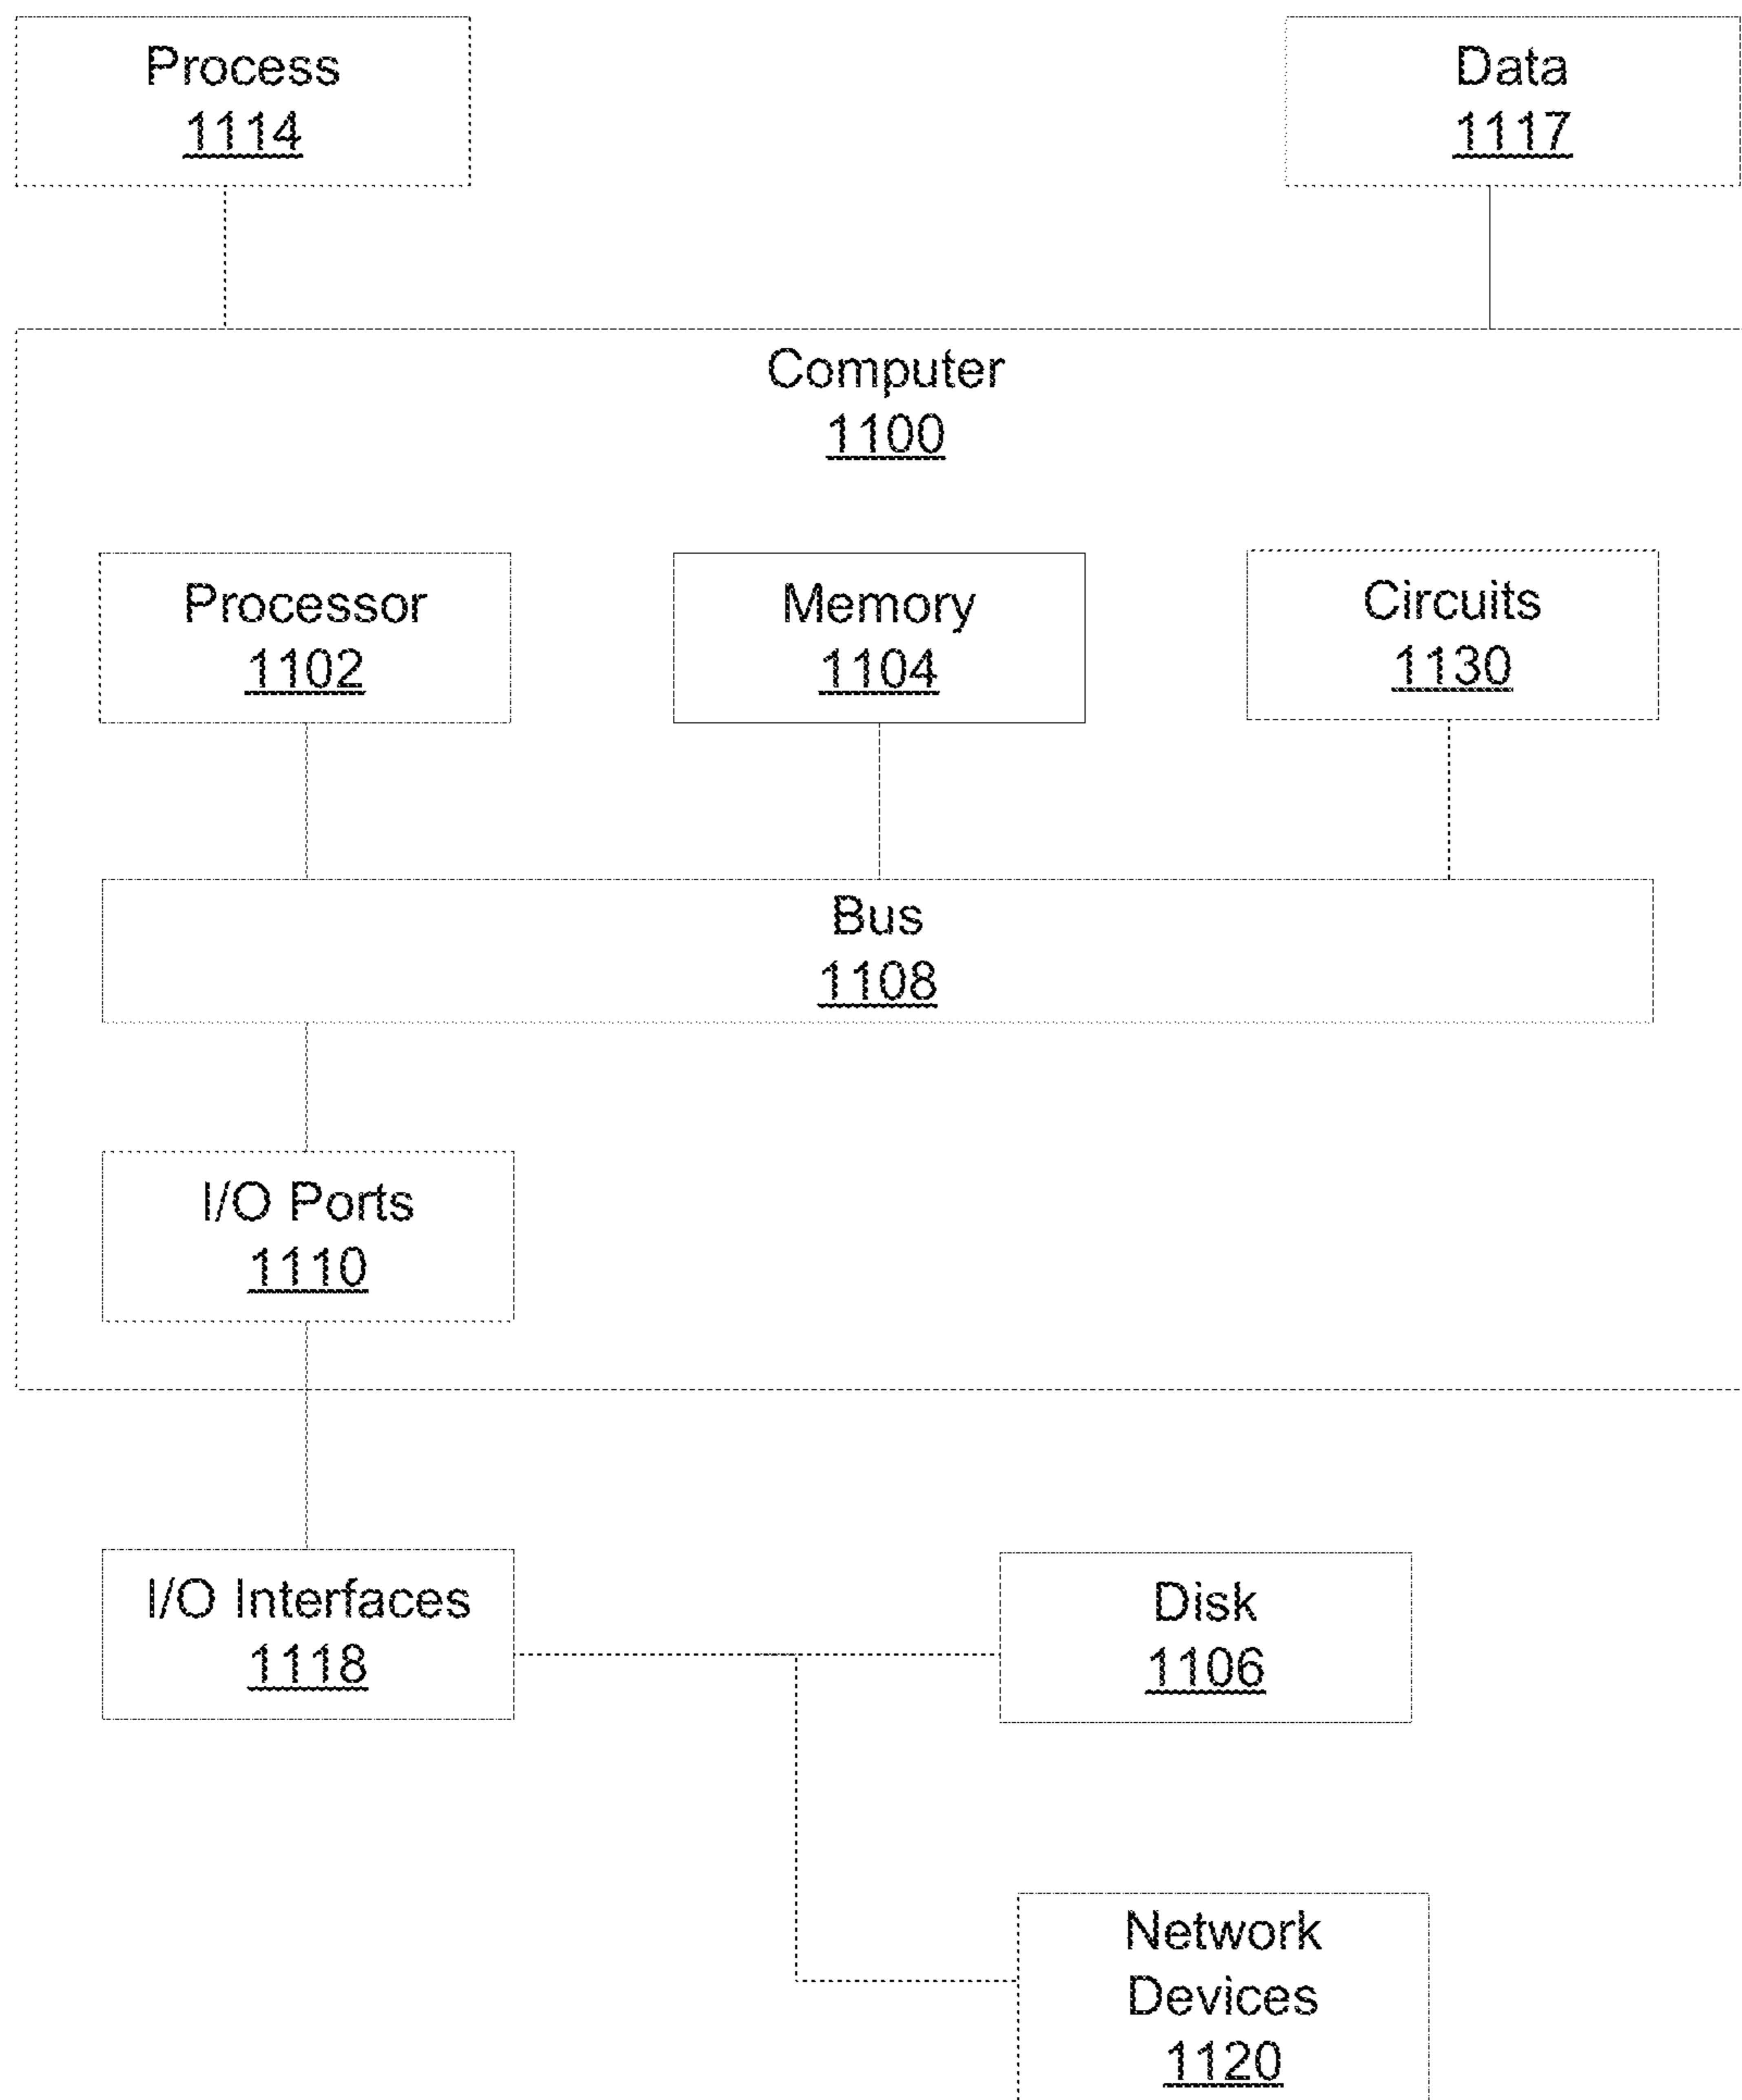 Process
1114
Data
1117
Computer
1100
Processor
1102
Memory
1104
Circuits
1130
Bus
1108
I/O Ports
1110
I/O Interfaces
1118
Disk
1106
Network
Devices
1120